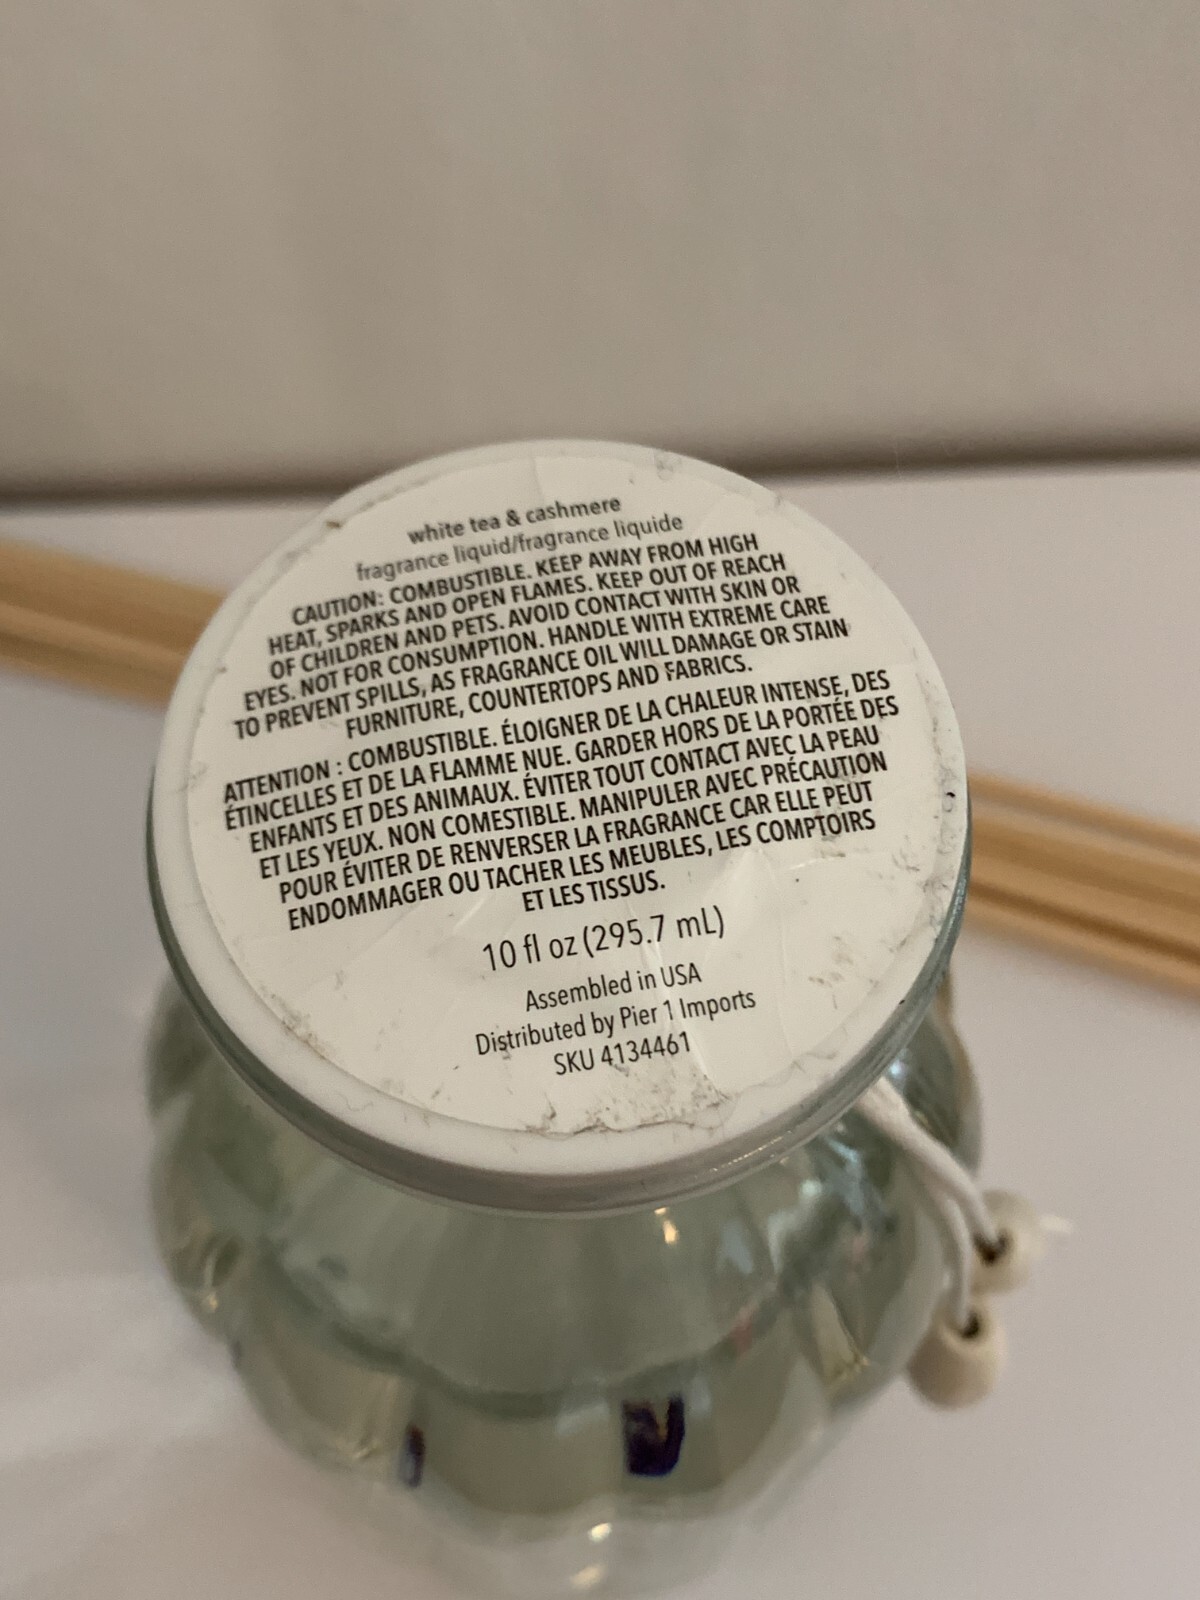 white tea & cashmere
fragrance liquid/fragrance liquide
CAUTION: COMBUSTIBLE. KEEP AWAY FROM HIGH
HEAT, SPARKS AND OPEN FLAMES. KEEP OUT OF REACH
OF CHILDREN AND PETS. AVOID CONTACT WITH SKIN OR
EYES. NOT FOR CONSUMPTION. HANDLE WITH EXTREME CARE
TO PREVENT SPILLS, AS FRAGRANCE OIL WILL DAMAGE OR STAIN
FURNITURE, COUNTERTOPS AND FABRICS.
ATTENTION : COMBUSTIBLE. ÉLOIGNER DE LA CHALEUR INTENSE, DES
ÉTINCELLES ET DE LA FLAMME NUE. GARDER HORS DE LA PORTÉE DES
ENFANTS ET DES ANIMAUX. ÉVITER TOUT CONTACT AVEC LA PEAU
ET LES YEUX. NON COMESTIBLE. MANIPULER AVEC PRÉCAUTION
POUR ÉVITER DE RENVERSER LA FRAGRANCE CAR ELLE PEUT
ENDOMMAGER OU TACHER LES MEUBLES, LES COMPTOIRS
ET LES TISSUS.
10 fl oz (295.7 mL)
Assembled in USA
Distributed by Pier 1 Imports
SKU 4134461